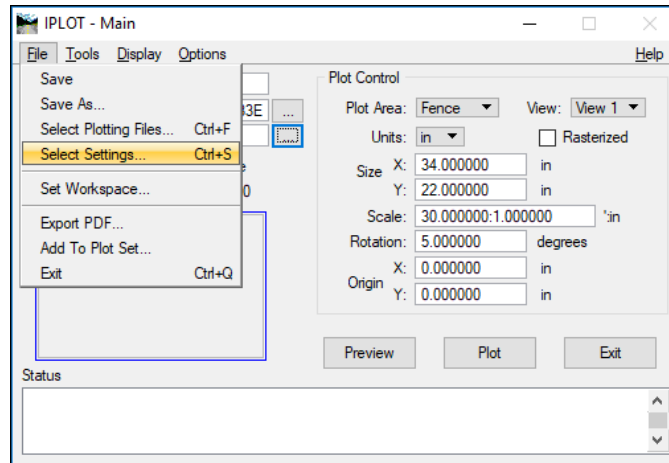 IPLOT - Main
File Tools Display Options Help
Save
Save As...
Select Plotting Files... Ctrl+F
Select Settings... Ctrl+S
Set Workspace...
Export PDF...
Add To Plot Set...
Exit Ctrl+Q
...
Plot Control
Plot Area: Fence View: View 1
Units: in Rasterized
Size X: 34.000000 in
Y: 22.000000 in
Scale: 30.000000:1.000000 ':in
Rotation: 5.000000 degrees
Origin X: 0.000000 in
Y: 0.000000 in
Preview Plot Exit
Status